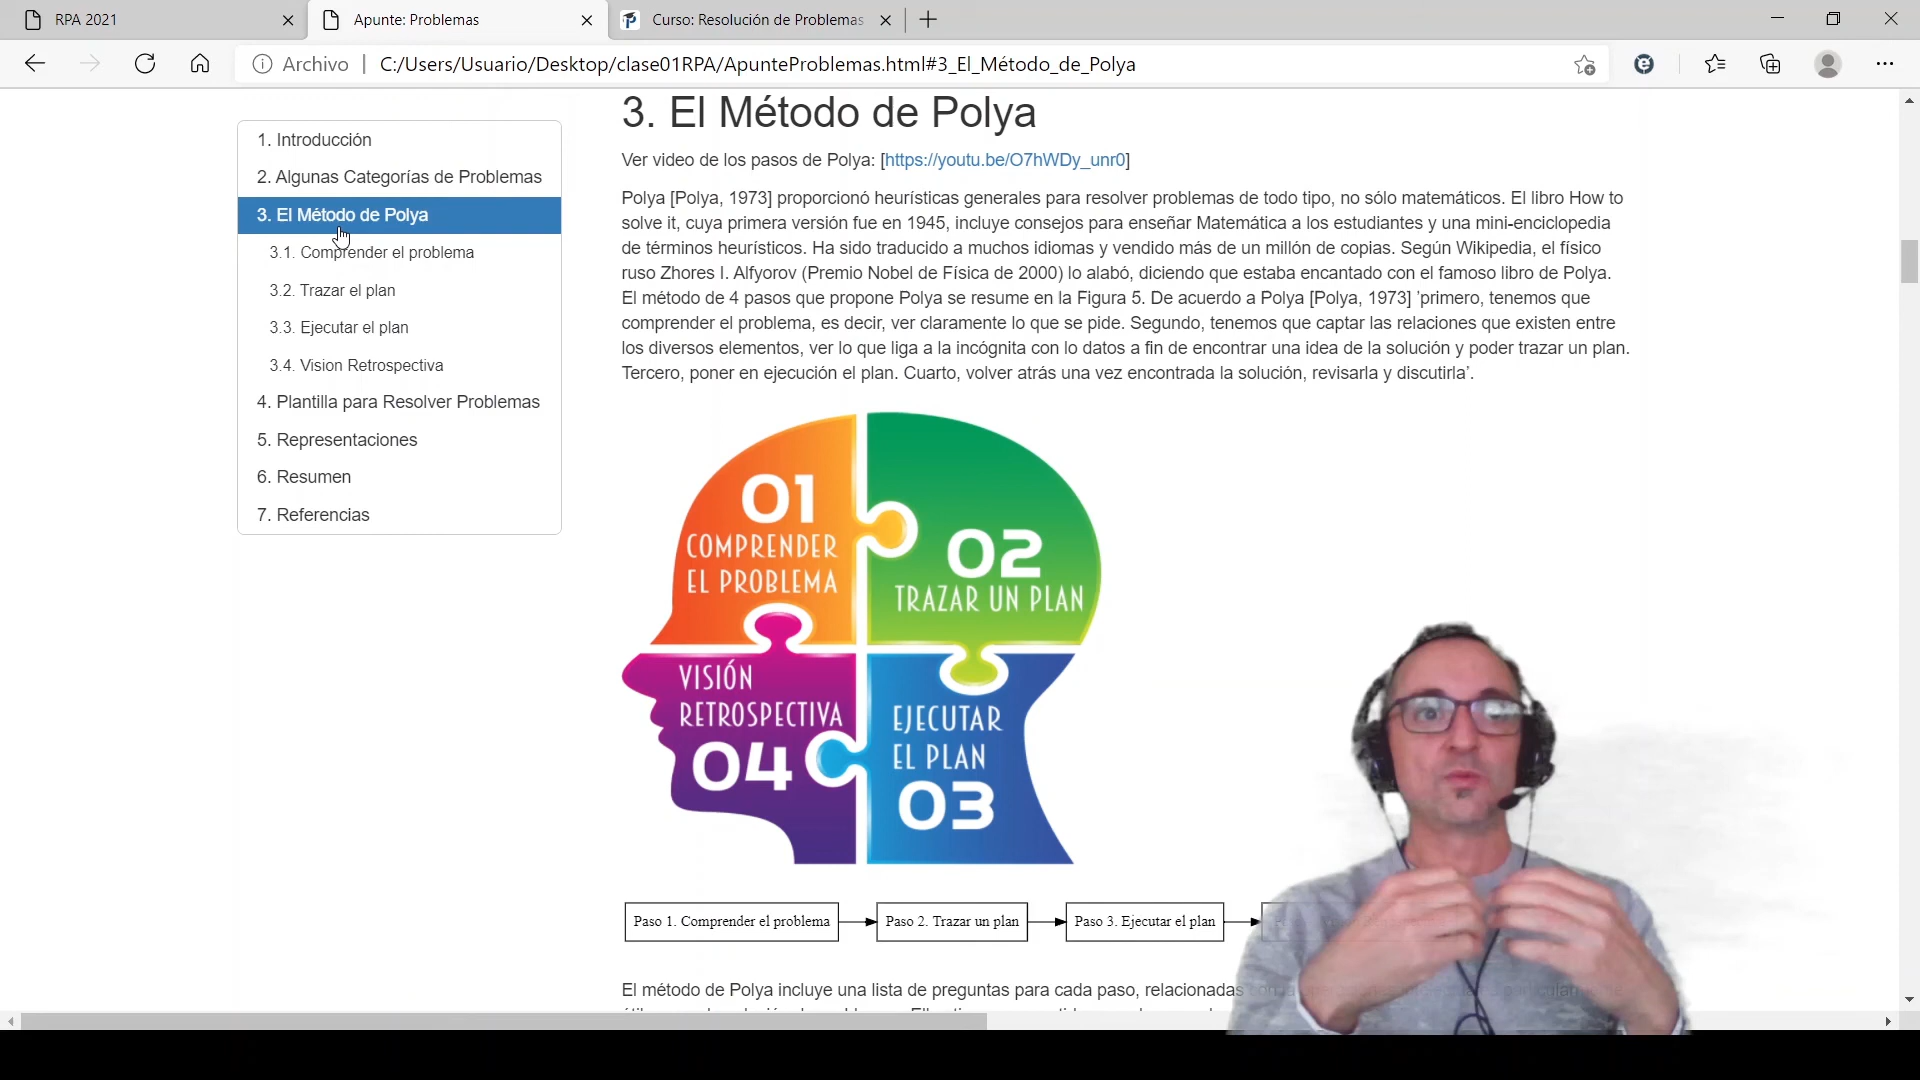 RPA 2021
Apunte: Problemas
Curso: Resolución de Problemas
Archivo | C:/Users/Usuario/Desktop/clase01RPA/ApunteProblemas.html#3_El_Método_de_Polya
1. Introducción
2. Algunas Categorías de Problemas
3. El Método de Polya
3.1. Comprender el problema
3.2. Trazar el plan
3.3. Ejecutar el plan
3.4. Vision Retrospectiva
4. Plantilla para Resolver Problemas
5. Representaciones
6. Resumen
7. Referencias
3. El Método de Polya
Ver video de los pasos de Polya: [https://youtu.be/O7hWDy_unr0]
Polya [Polya, 1973] proporcionó heurísticas generales para resolver problemas de todo tipo, no sólo matemáticos. El libro How to
solve it, cuya primera versión fue en 1945, incluye consejos para enseñar Matemática a los estudiantes y una mini-enciclopedia
de términos heurísticos. Ha sido traducido a muchos idiomas y vendido más de un millón de copias. Según Wikipedia, el físico
ruso Zhores I. Alfyorov (Premio Nobel de Física de 2000) lo alabó, diciendo que estaba encantado con el famoso libro de Polya.
El método de 4 pasos que propone Polya se resume en la Figura 5. De acuerdo a Polya [Polya, 1973] 'primero, tenemos que
comprender el problema, es decir, ver claramente lo que se pide. Segundo, tenemos que captar las relaciones que existen entre
los diversos elementos, ver lo que liga a la incógnita con lo datos a fin de encontrar una idea de la solución y poder trazar un plan.
Tercero, poner en ejecución el plan. Cuarto, volver atrás una vez encontrada la solución, revisarla y discutirla'.
01
COMPRENDER
EL PROBLEMA
02
TRAZAR UN PLAN
VISIÓN
RETROSPECTIVA
04
EJECUTAR
EL PLAN
03
Paso 1. Comprender el problema
Paso 2. Trazar un plan
Paso 3. Ejecutar el plan
El método de Polya incluye una lista de preguntas para cada paso, relacionadas